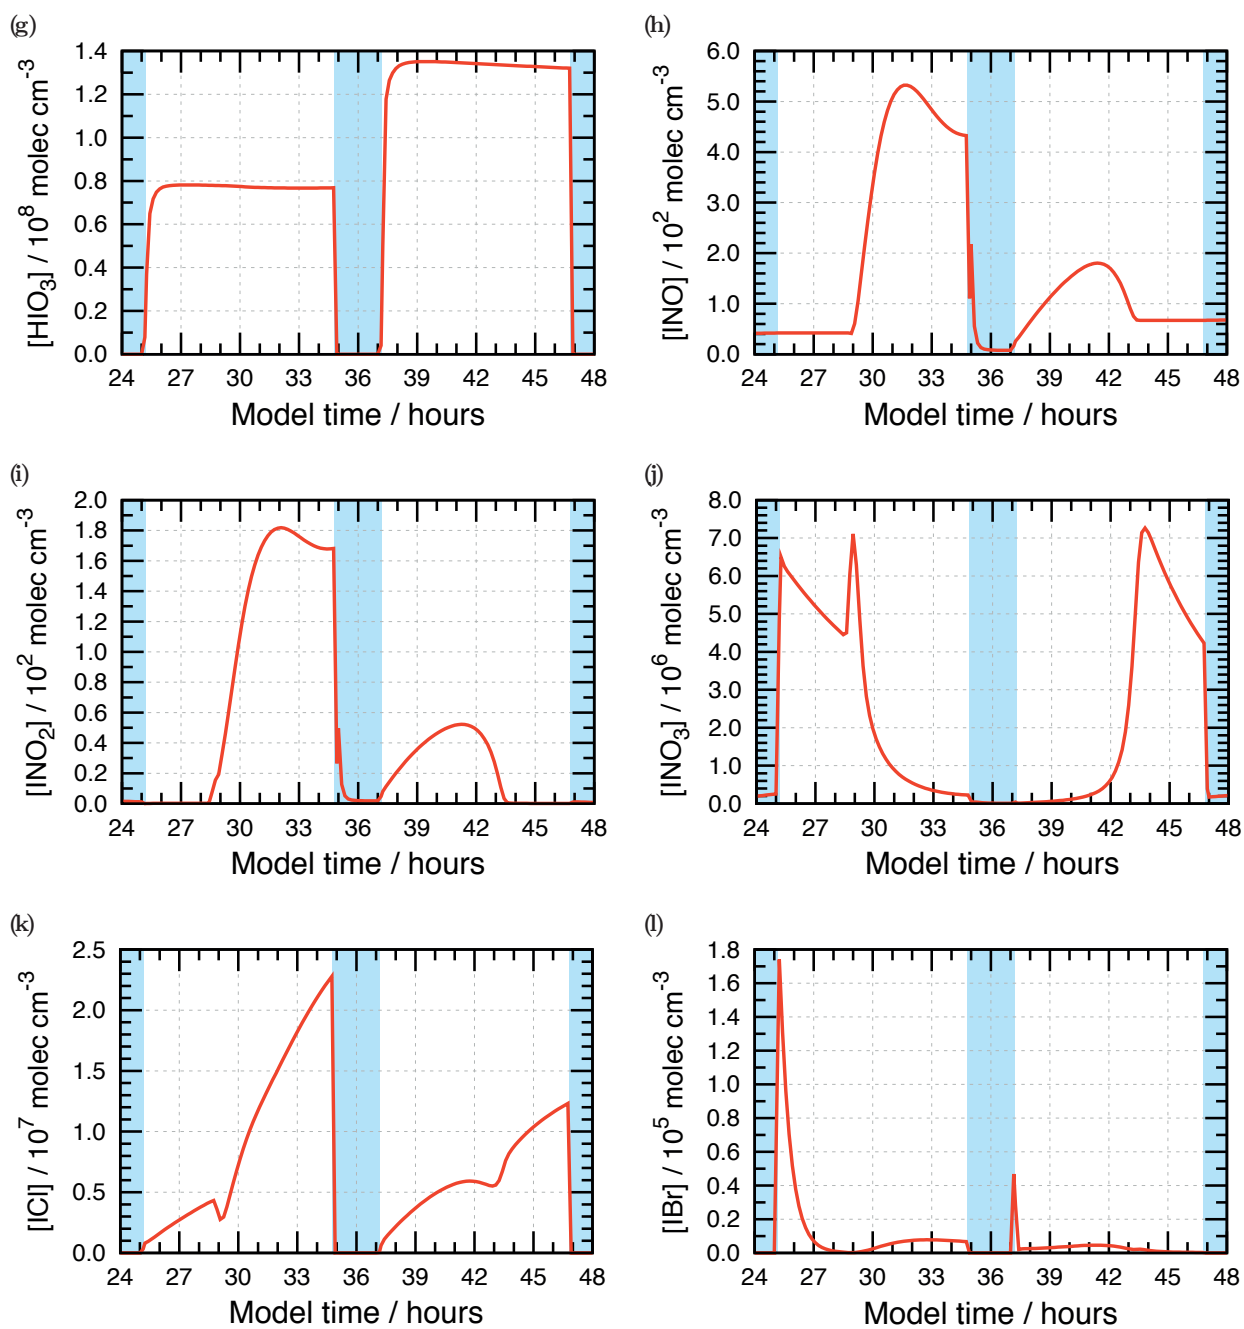 (g)
1.4
1.2
1.0
0.8
0.6
0.4
0.2
0.0
[HIO3] / 10^8 molec cm^-3
24 27 30 33 36 39 42 45 48
Model time / hours
(h)
6.0
5.0
4.0
3.0
2.0
1.0
0.0
[INO] / 10^2 molec cm^-3
24 27 30 33 36 39 42 45 48
Model time / hours
(i)
2.0
1.8
1.6
1.4
1.2
1.0
0.8
0.6
0.4
0.2
0.0
[INO2] / 10^2 molec cm^-3
24 27 30 33 36 39 42 45 48
Model time / hours
(j)
8.0
7.0
6.0
5.0
4.0
3.0
2.0
1.0
0.0
[INO3] / 10^6 molec cm^-3
24 27 30 33 36 39 42 45 48
Model time / hours
(k)
2.5
2.0
1.5
1.0
0.5
0.0
[ICl] / 10^7 molec cm^-3
24 27 30 33 36 39 42 45 48
Model time / hours
(l)
1.8
1.6
1.4
1.2
1.0
0.8
0.6
0.4
0.2
0.0
[IBr] / 10^5 molec cm^-3
24 27 30 33 36 39 42 45 48
Model time / hours